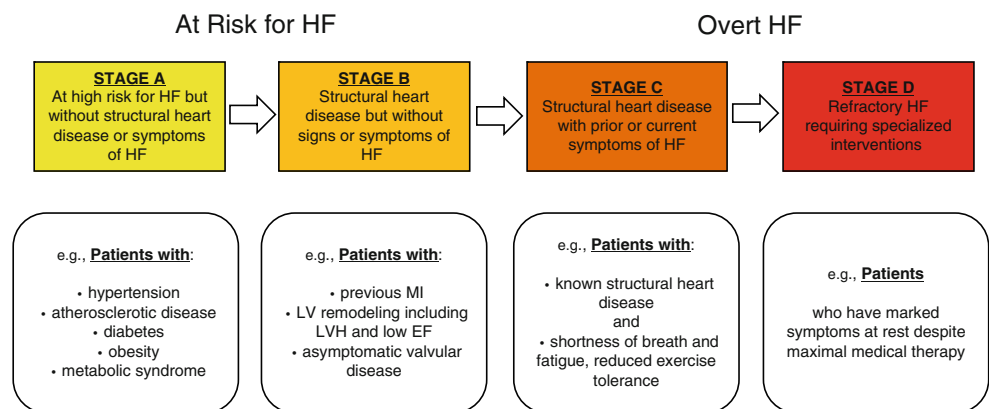 At Risk for HF
Overt HF
STAGE A
At high risk for HF but
without structural heart
disease or symptoms
of HF
STAGE B
Structural heart
disease but without
signs or symptoms of
HF
STAGE C
Structural heart disease
with prior or current
symptoms of HF
STAGE D
Refractory HF
requiring specialized
interventions
e.g., Patients with:
• hypertension
• atherosclerotic disease
• diabetes
• obesity
• metabolic syndrome
e.g., Patients with:
• previous MI
• LV remodeling including
LVH and low EF
• asymptomatic valvular
disease
e.g., Patients with:
• known structural heart
disease
and
• shortness of breath and
fatigue, reduced exercise
tolerance
e.g., Patients
who have marked
symptoms at rest despite
maximal medical therapy